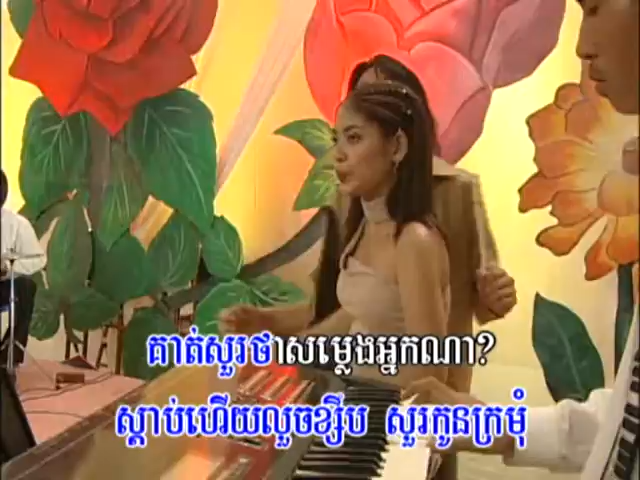 គាត់សួរថាសម្លេងអ្នកណា?
ស្ដាប់ហើយលួចខ្សឹប សួរកូនក្រមុំ